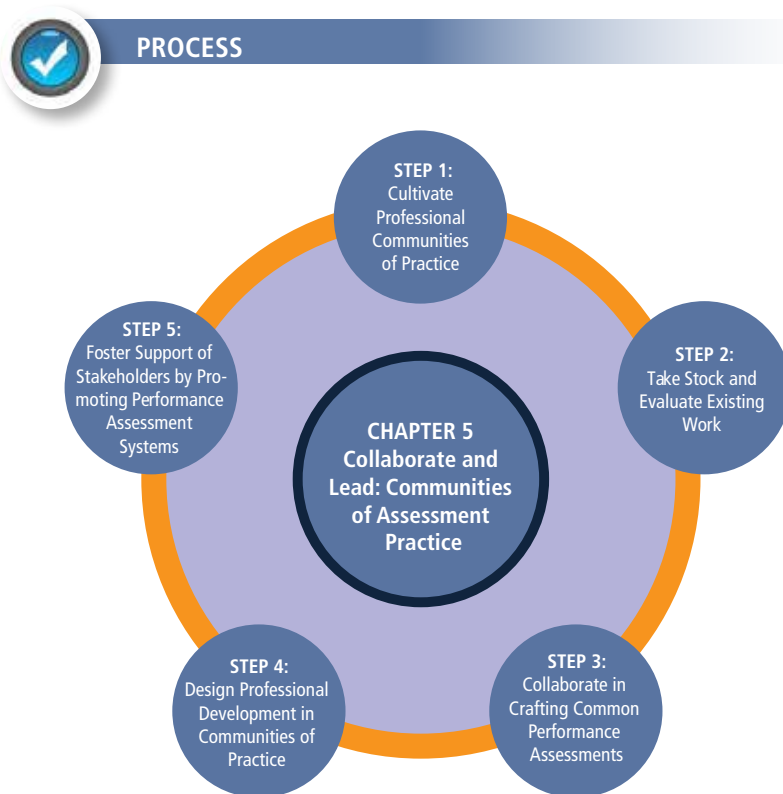 PROCESS
STEP 1:
Cultivate
Professional
Communities
of Practice
STEP 2:
Take Stock and
Evaluate Existing
Work
STEP 3:
Collaborate in
Crafting Common
Performance
Assessments
STEP 4:
Design Professional
Development in
Communities of
Practice
STEP 5:
Foster Support of
Stakeholders by Pro-
moting Performance
Assessment
Systems
CHAPTER 5
Collaborate and
Lead: Communities
of Assessment
Practice